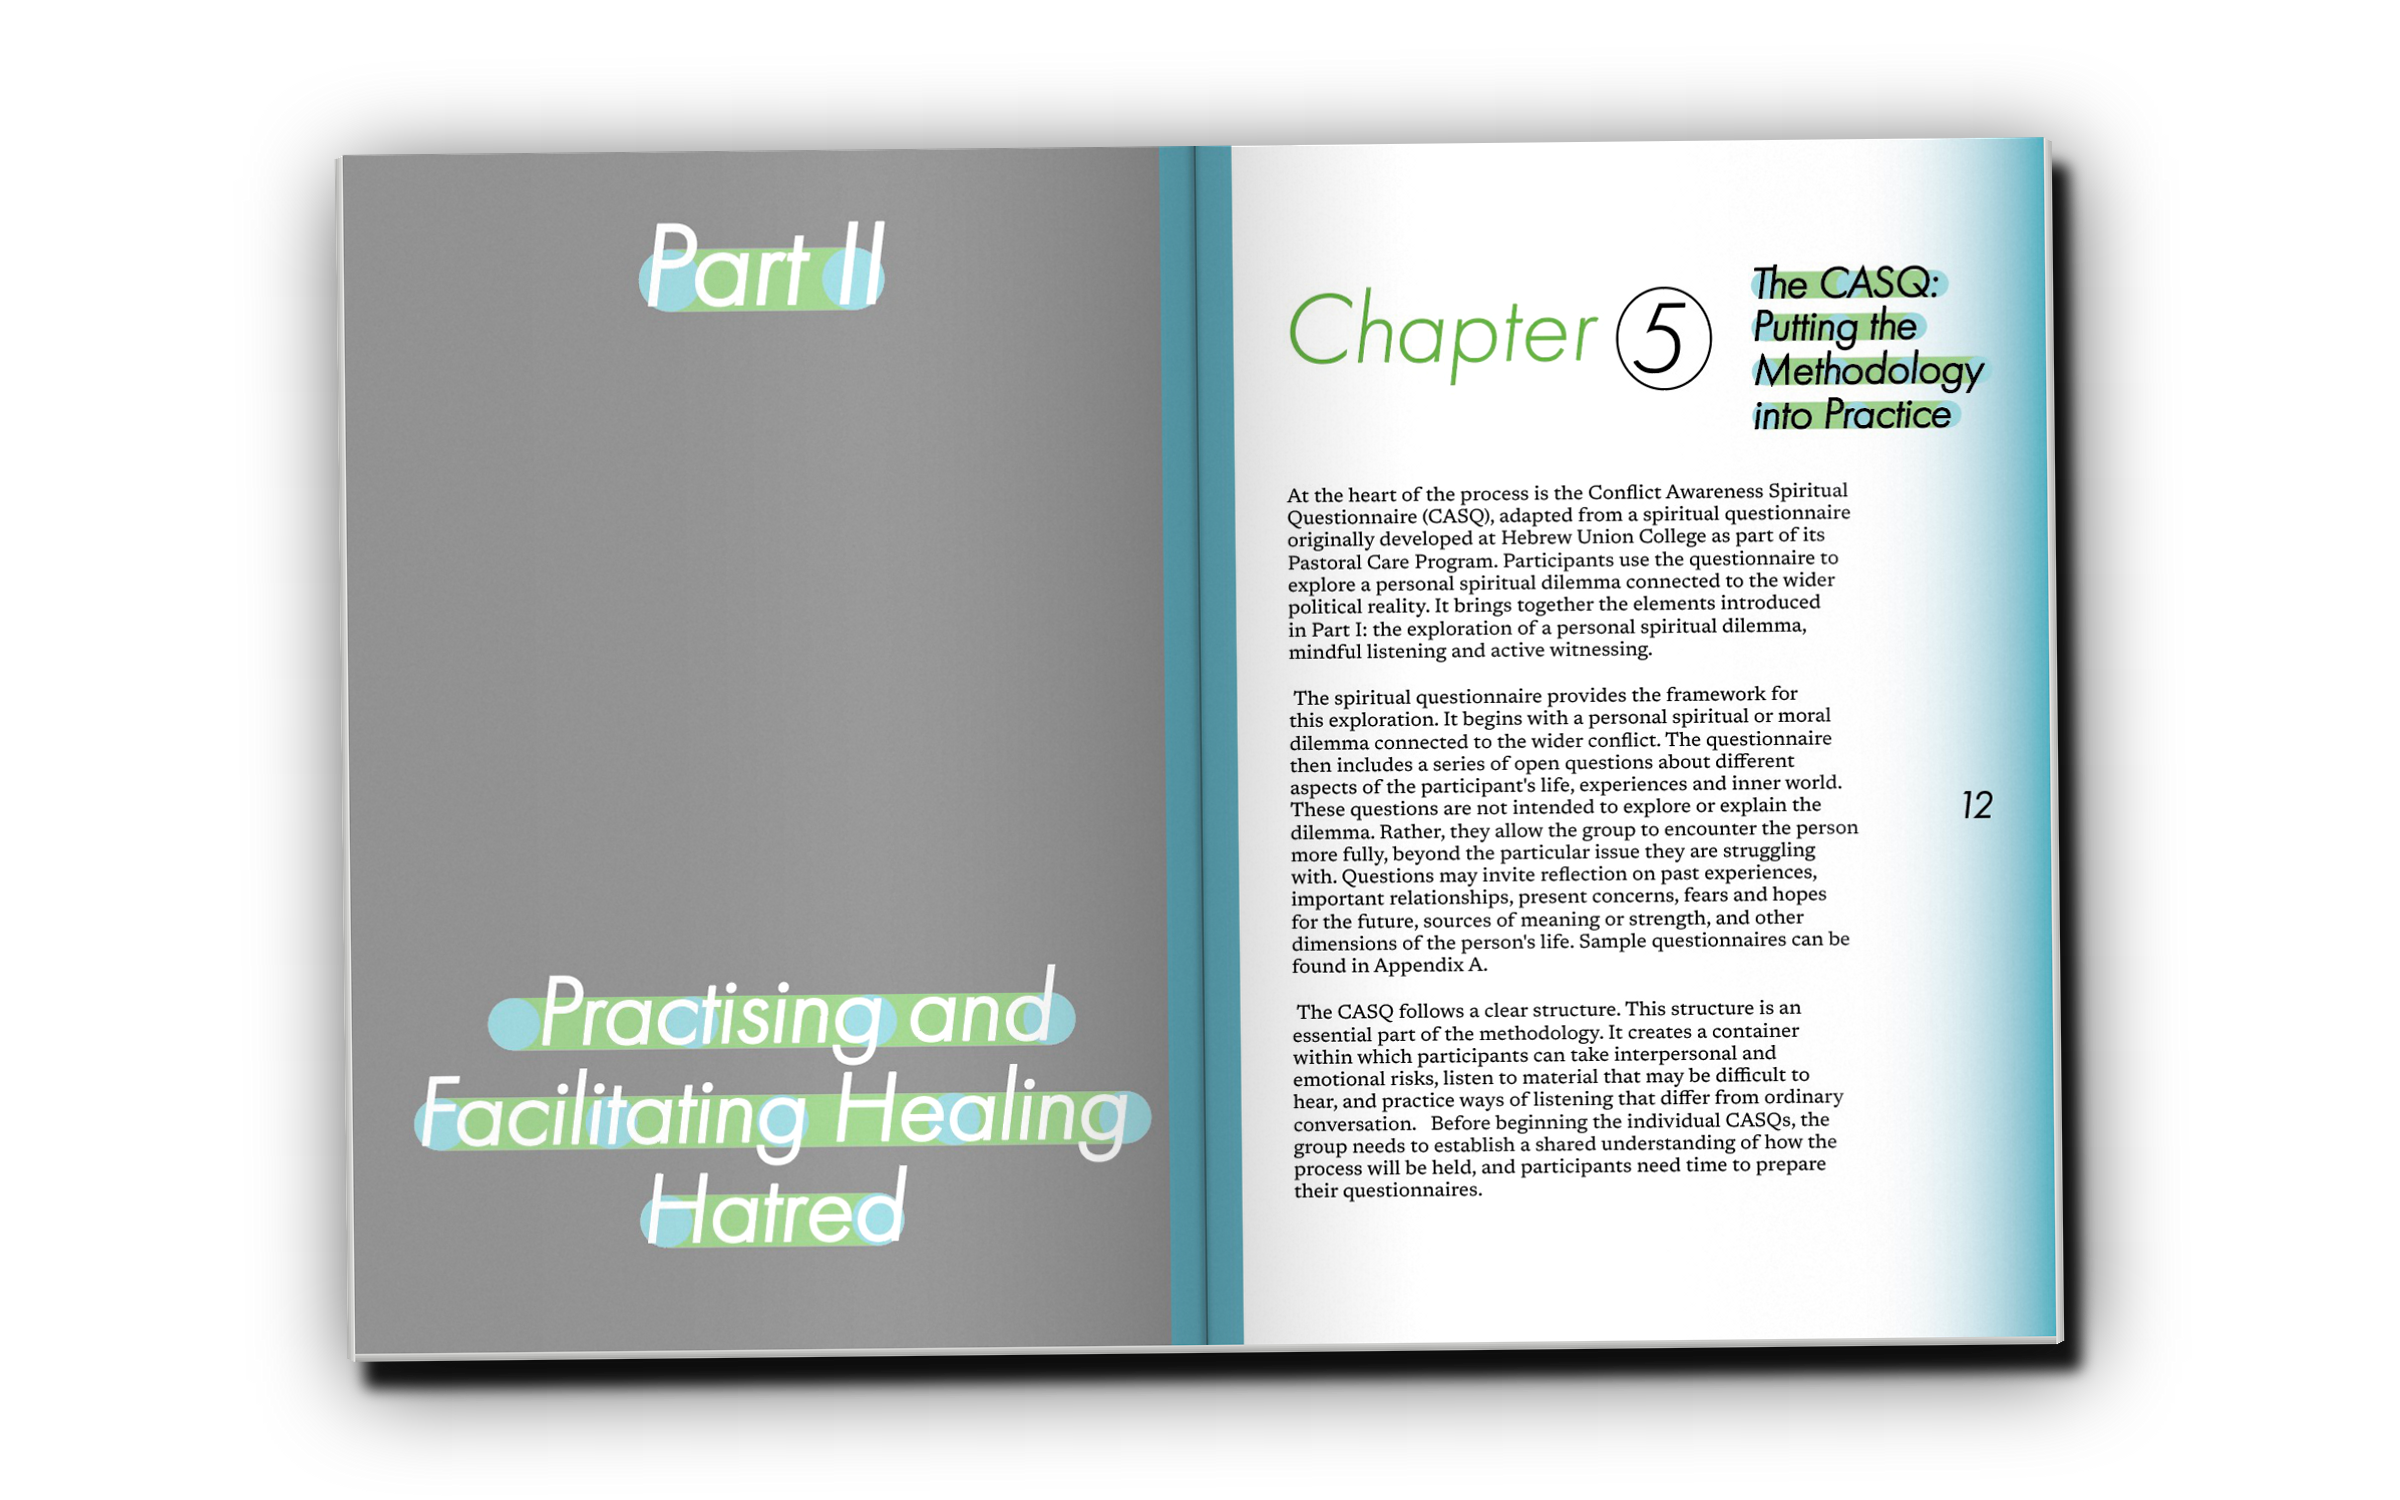 Part II
Practising and
Facilitating Healing
Hatred
Chapter 5
The CASQ:
Putting the
Methodology
into Practice
At the heart of the process is the Conflict Awareness Spiritual
Questionnaire (CASQ), adapted from a spiritual questionnaire
originally developed at Hebrew Union College as part of its
Pastoral Care Program. Participants use the questionnaire to
explore a personal spiritual dilemma connected to the wider
political reality. It brings together the elements introduced
in Part I: the exploration of a personal spiritual dilemma,
mindful listening and active witnessing.
The spiritual questionnaire provides the framework for
this exploration. It begins with a personal spiritual or moral
dilemma connected to the wider conflict. The questionnaire
then includes a series of open questions about different
aspects of the participant's life, experiences and inner world.
These questions are not intended to explore or explain the
dilemma. Rather, they allow the group to encounter the person
more fully, beyond the particular issue they are struggling
with. Questions may invite reflection on past experiences,
important relationships, present concerns, fears and hopes
for the future, sources of meaning or strength, and other
dimensions of the person's life. Sample questionnaires can be
found in Appendix A.
The CASQ follows a clear structure. This structure is an
essential part of the methodology. It creates a container
within which participants can take interpersonal and
emotional risks, listen to material that may be difficult to
hear, and practice ways of listening that differ from ordinary
conversation.   Before beginning the individual CASQs, the
group needs to establish a shared understanding of how the
process will be held, and participants need time to prepare
their questionnaires.
12